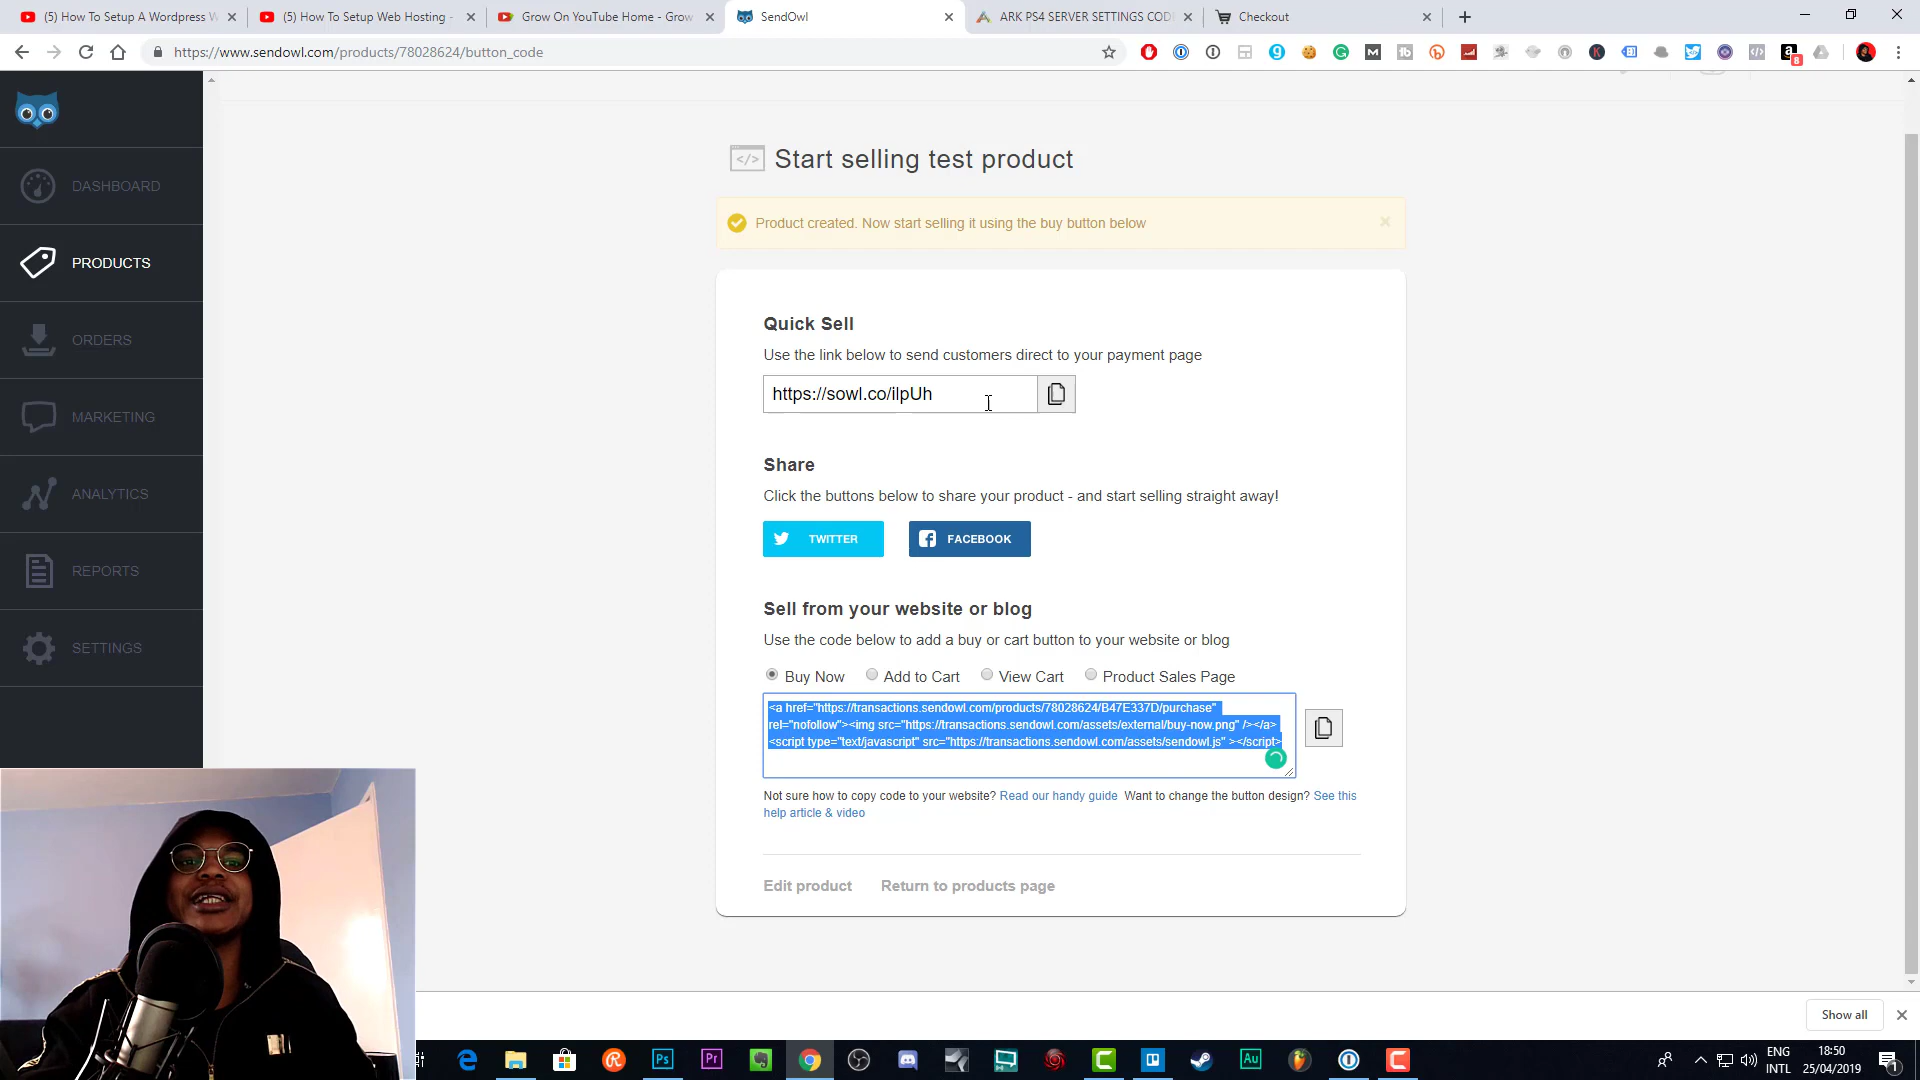 (5) How To Setup A Wordpress W
(5) How To Setup Web Hosting -
Grow On YouTube Home - Grow
SendOwl
ARK PS4 SERVER SETTINGS CODE
Checkout
https://www.sendowl.com/products/78028624/button_code
8
DASHBOARD
PRODUCTS
ORDERS
MARKETING
ANALYTICS
REPORTS
SETTINGS
</> Start selling test product
Product created. Now start selling it using the buy button below
Quick Sell
Use the link below to send customers direct to your payment page
https://sowl.co/ilpUh
Share
Click the buttons below to share your product - and start selling straight away!
TWITTER
FACEBOOK
Sell from your website or blog
Use the code below to add a buy or cart button to your website or blog
Buy Now Add to Cart View Cart Product Sales Page
<a href="https://transactions.sendowl.com/products/78028624/B47E337D/purchase"
rel="nofollow"><img src="https://transactions.sendowl.com/assets/external/buy-now.png" /></a>
<script type="text/javascript" src="https://transactions.sendowl.com/assets/sendowl.js" ></script>
Not sure how to copy code to your website? Read our handy guide Want to change the button design? See this
help article & video
Edit product Return to products page
Show all
Ps
Pr
Au
ENG
INTL
18:50
25/04/2019
1